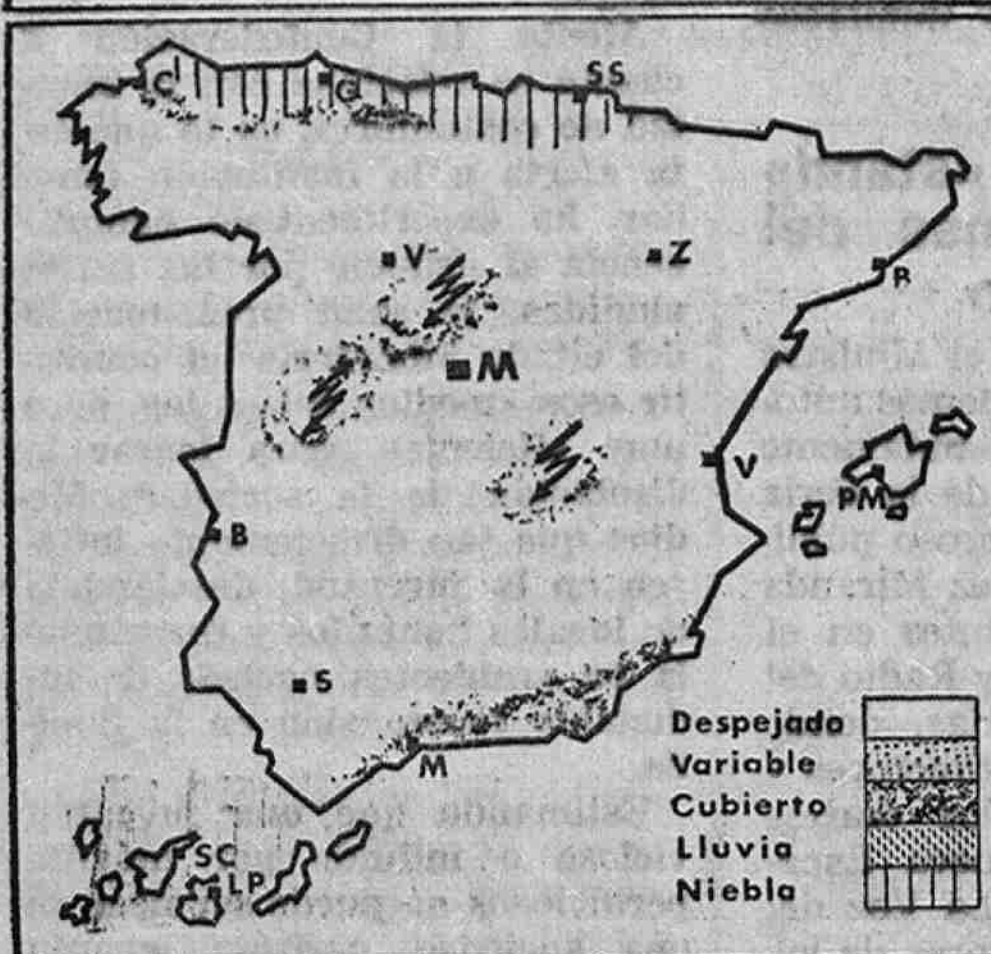 C
G
SS
V
Z
B
M
V
PM
B
S
M
SC
LP
Despejado
Variable
Cubierto
Lluvia
Niebla